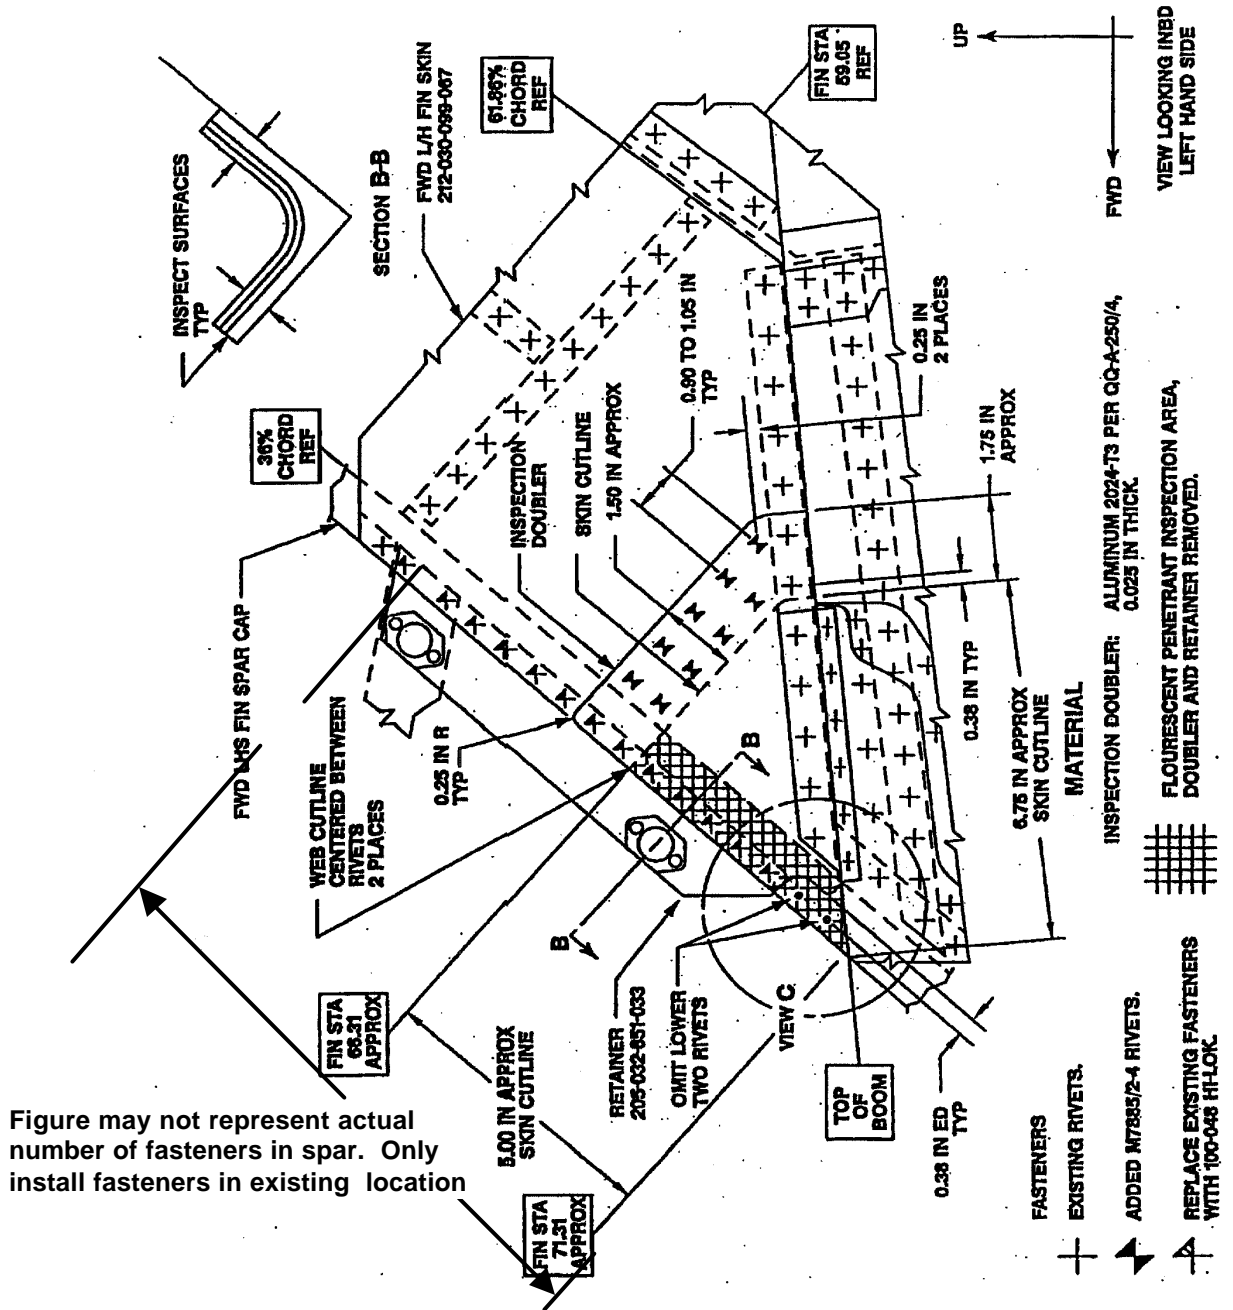 INSPECT SURFACES
TYP
SECTION B-B
FWD L/H FIN SKIN
212-030-099-067
61.86%
CHORD
REF
FIN STA
59.05
REF
UP
FWD
VIEW LOOKING INBD
LEFT HAND SIDE
36%
CHORD
REF
FWD LHS FIN SPAR CAP
INSPECTION
DOUBLER
SKIN CUTLINE
1.50 IN APPROX
0.90 TO 1.05 IN
TYP
0.25 IN
2 PLACES
1.75 IN
APPROX
0.38 IN TYP
6.75 IN APPROX
SKIN CUTLINE
WEB CUTLINE
CENTERED BETWEEN
RIVETS
2 PLACES
0.25 IN R
TYP
B
B
FIN STA
66.31
APPROX
5.00 IN APPROX
SKIN CUTLINE
FIN STA
71.31
APPROX
RETAINER
205-032-851-033
OMIT LOWER
TWO RIVETS
VIEW C
TOP
OF
BOOM
0.38 IN ED
TYP
MATERIAL
INSPECTION DOUBLER: ALUMINUM 2024-T3 PER QQ-A-250/4,
0.025 IN THICK.
FLOURESCENT PENETRANT INSPECTION AREA,
DOUBLER AND RETAINER REMOVED.
FASTENERS
EXISTING RIVETS.
ADDED M7885/2-4 RIVETS.
REPLACE EXISTING FASTENERS
WITH 100-048 HI-LOK.
Figure may not represent actual
number of fasteners in spar. Only
install fasteners in existing location